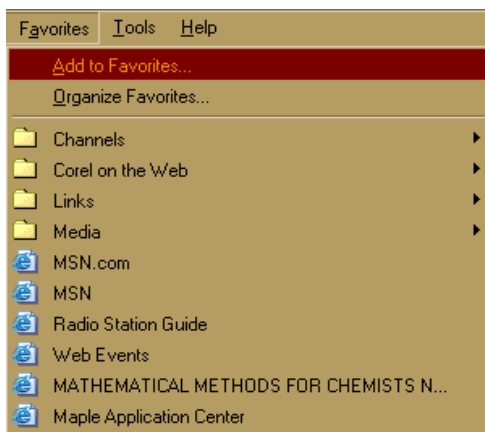 Favorites Tools Help
Add to Favorites...
Organize Favorites...
Channels
Corel on the Web
Links
Media
MSN.com
MSN
Radio Station Guide
Web Events
MATHEMATICAL METHODS FOR CHEMISTS N...
Maple Application Center